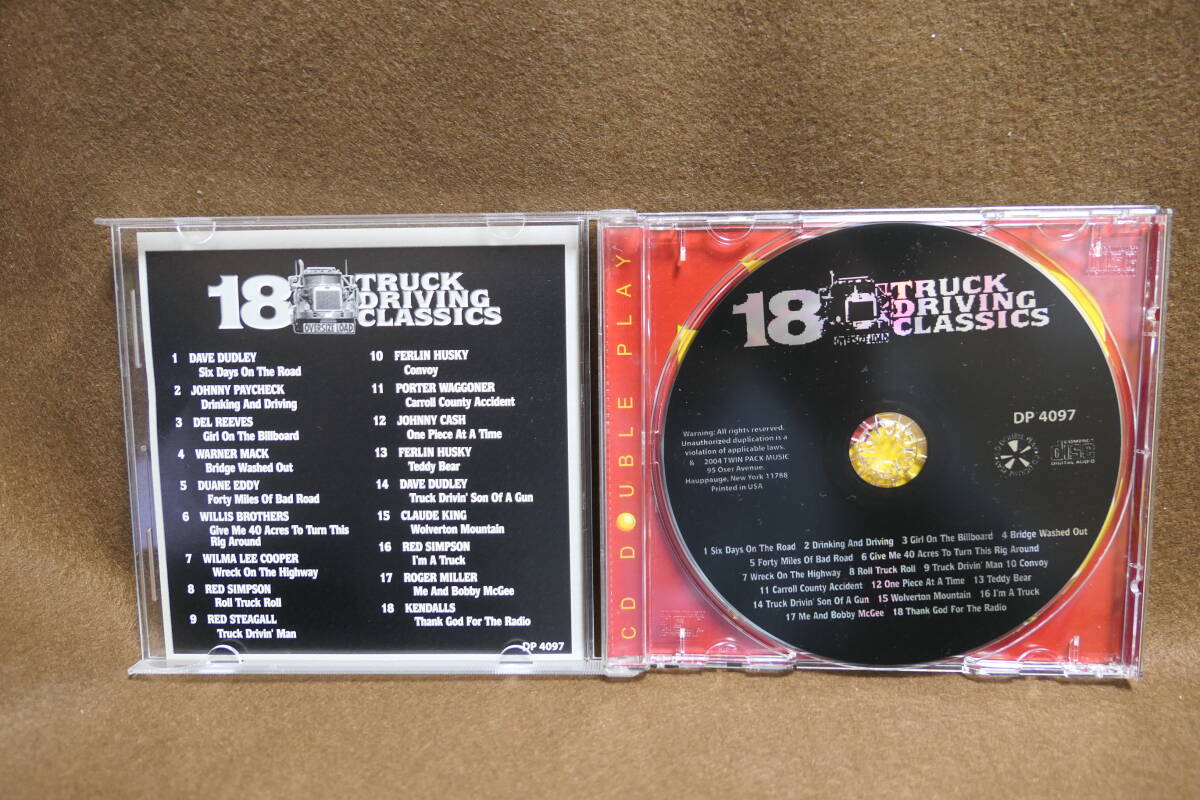 18 TRUCK
DRIVING
CLASSICS
OVERSIZE LOAD
1 DAVE DUDLEY
Six Days On The Road
2 JOHNNY PAYCHECK
Drinking And Driving
3 DEL REEVES
Girl On The Billboard
4 WARNER MACK
Bridge Washed Out
5 DUANE EDDY
Forty Miles Of Bad Road
6 WILLIS BROTHERS
Give Me 40 Acres To Turn This
Rig Around
7 WILMA LEE COOPER
Wreck On The Highway
8 RED SIMPSON
Roll Truck Roll
9 RED STEAGALL
Truck Drivin' Man
10 FERLIN HUSKY
Convoy
11 PORTER WAGGONER
Carroll County Accident
12 JOHNNY CASH
One Piece At A Time
13 FERLIN HUSKY
Teddy Bear
14 DAVE DUDLEY
Truck Drivin' Son Of A Gun
15 CLAUDE KING
Wolverton Mountain
16 RED SIMPSON
I'm A Truck
17 ROGER MILLER
Me And Bobby McGee
18 KENDALLS
Thank God For The Radio
DP 4097
CD DOUBLE PLAY
18 TRUCK
DRIVING
CLASSICS
OVERSIZE LOAD
DP 4097
Warning: All rights reserved.
Unauthorized duplication is a
violation of applicable laws.
& 2004 TWIN PACK MUSIC
95 Oser Avenue.
Hauppauge, New York 11788
Printed in USA
COMPACT
disc
DIGITAL AUDIO
1 Six Days On The Road 2 Drinking And Driving 3 Girl On The Billboard 4 Bridge Washed Out
5 Forty Miles Of Bad Road 6 Give Me 40 Acres To Turn This Rig Around
7 Wreck On The Highway 8 Roll Truck Roll 9 Truck Drivin' Man 10 Convoy
11 Carroll County Accident 12 One Piece At A Time 13 Teddy Bear
14 Truck Drivin' Son Of A Gun 15 Wolverton Mountain 16 I'm A Truck
17 Me And Bobby McGee 18 Thank God For The Radio